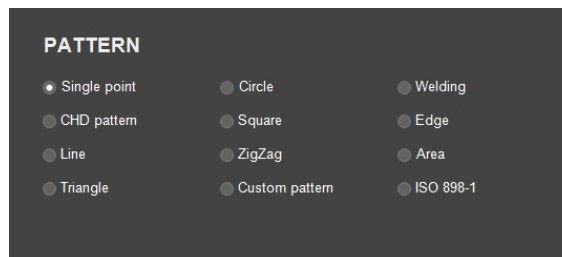 PATTERN
Single point
Circle
Welding
CHD pattern
Square
Edge
Line
ZigZag
Area
Triangle
Custom pattern
ISO 898-1